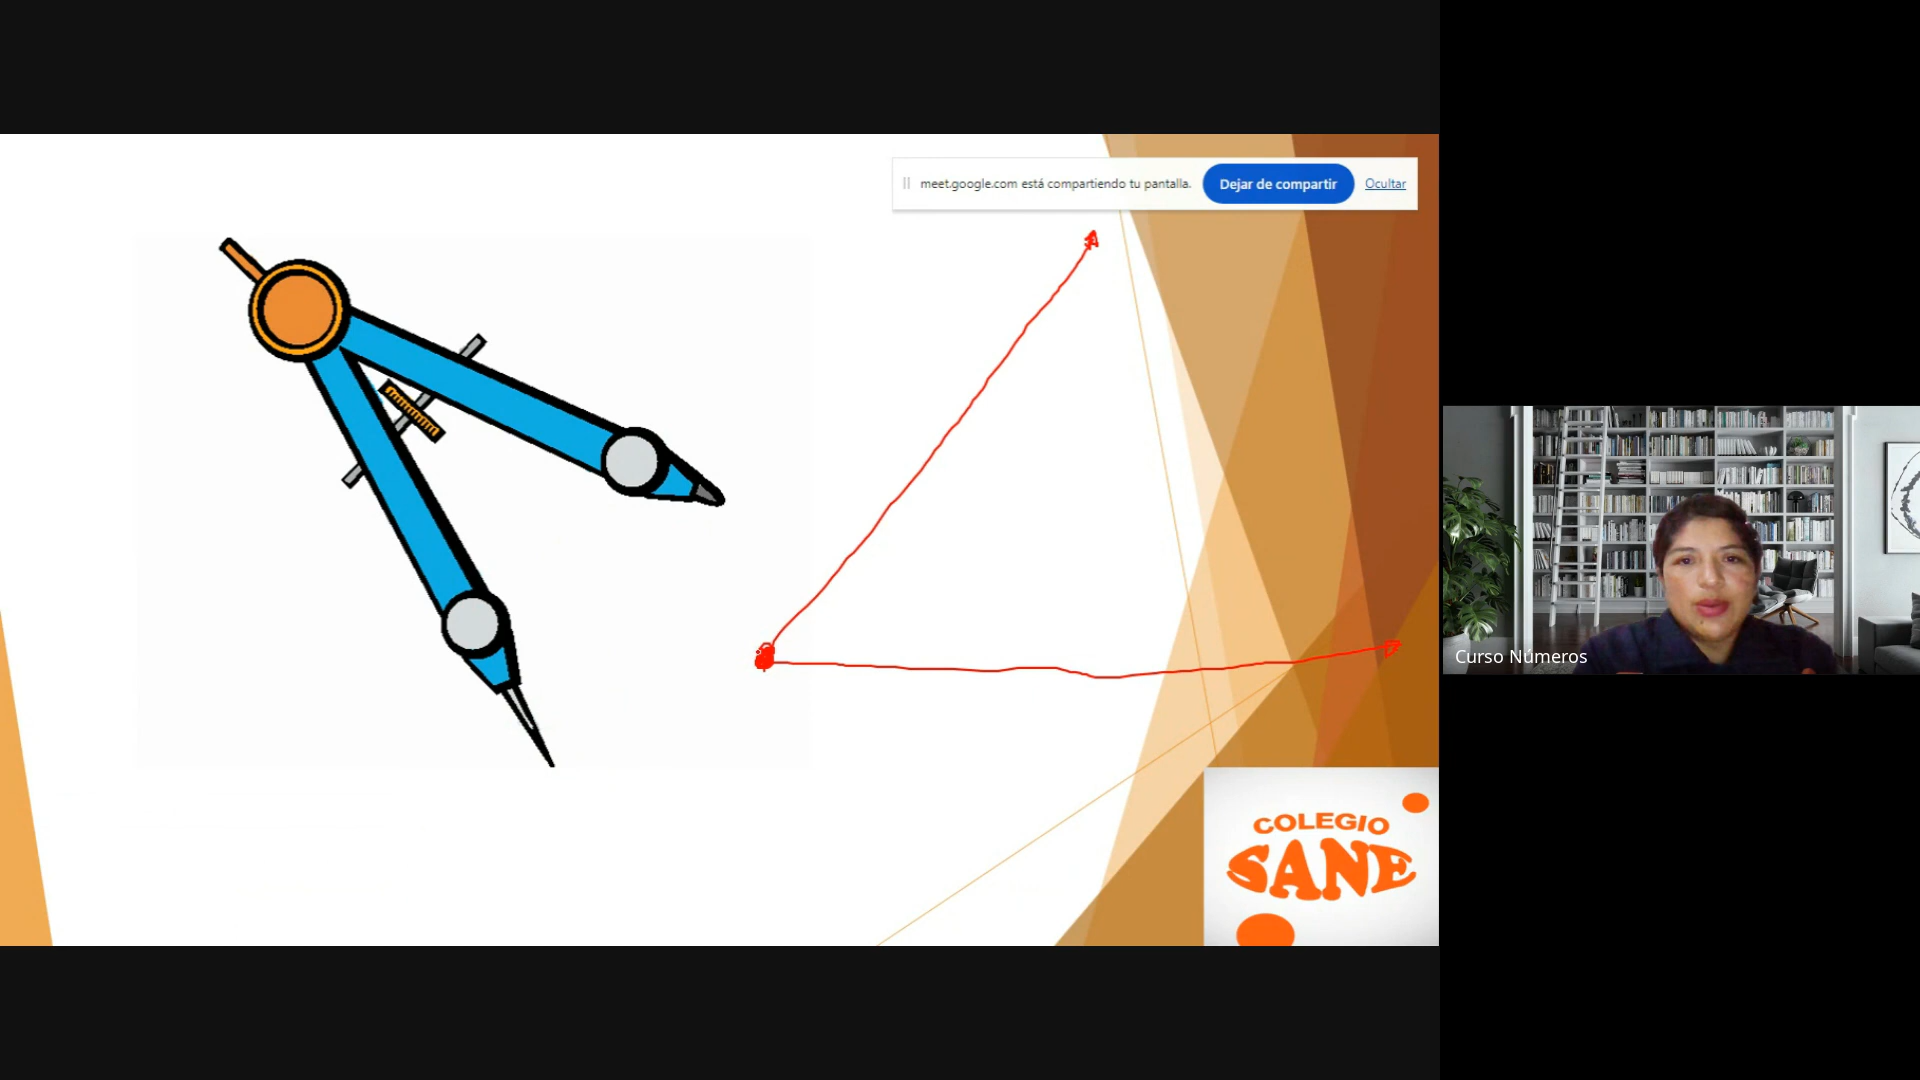 meet.google.com está compartiendo tu pantalla.
Dejar de compartir
Ocultar
COLEGIO
SANE
Curso Números